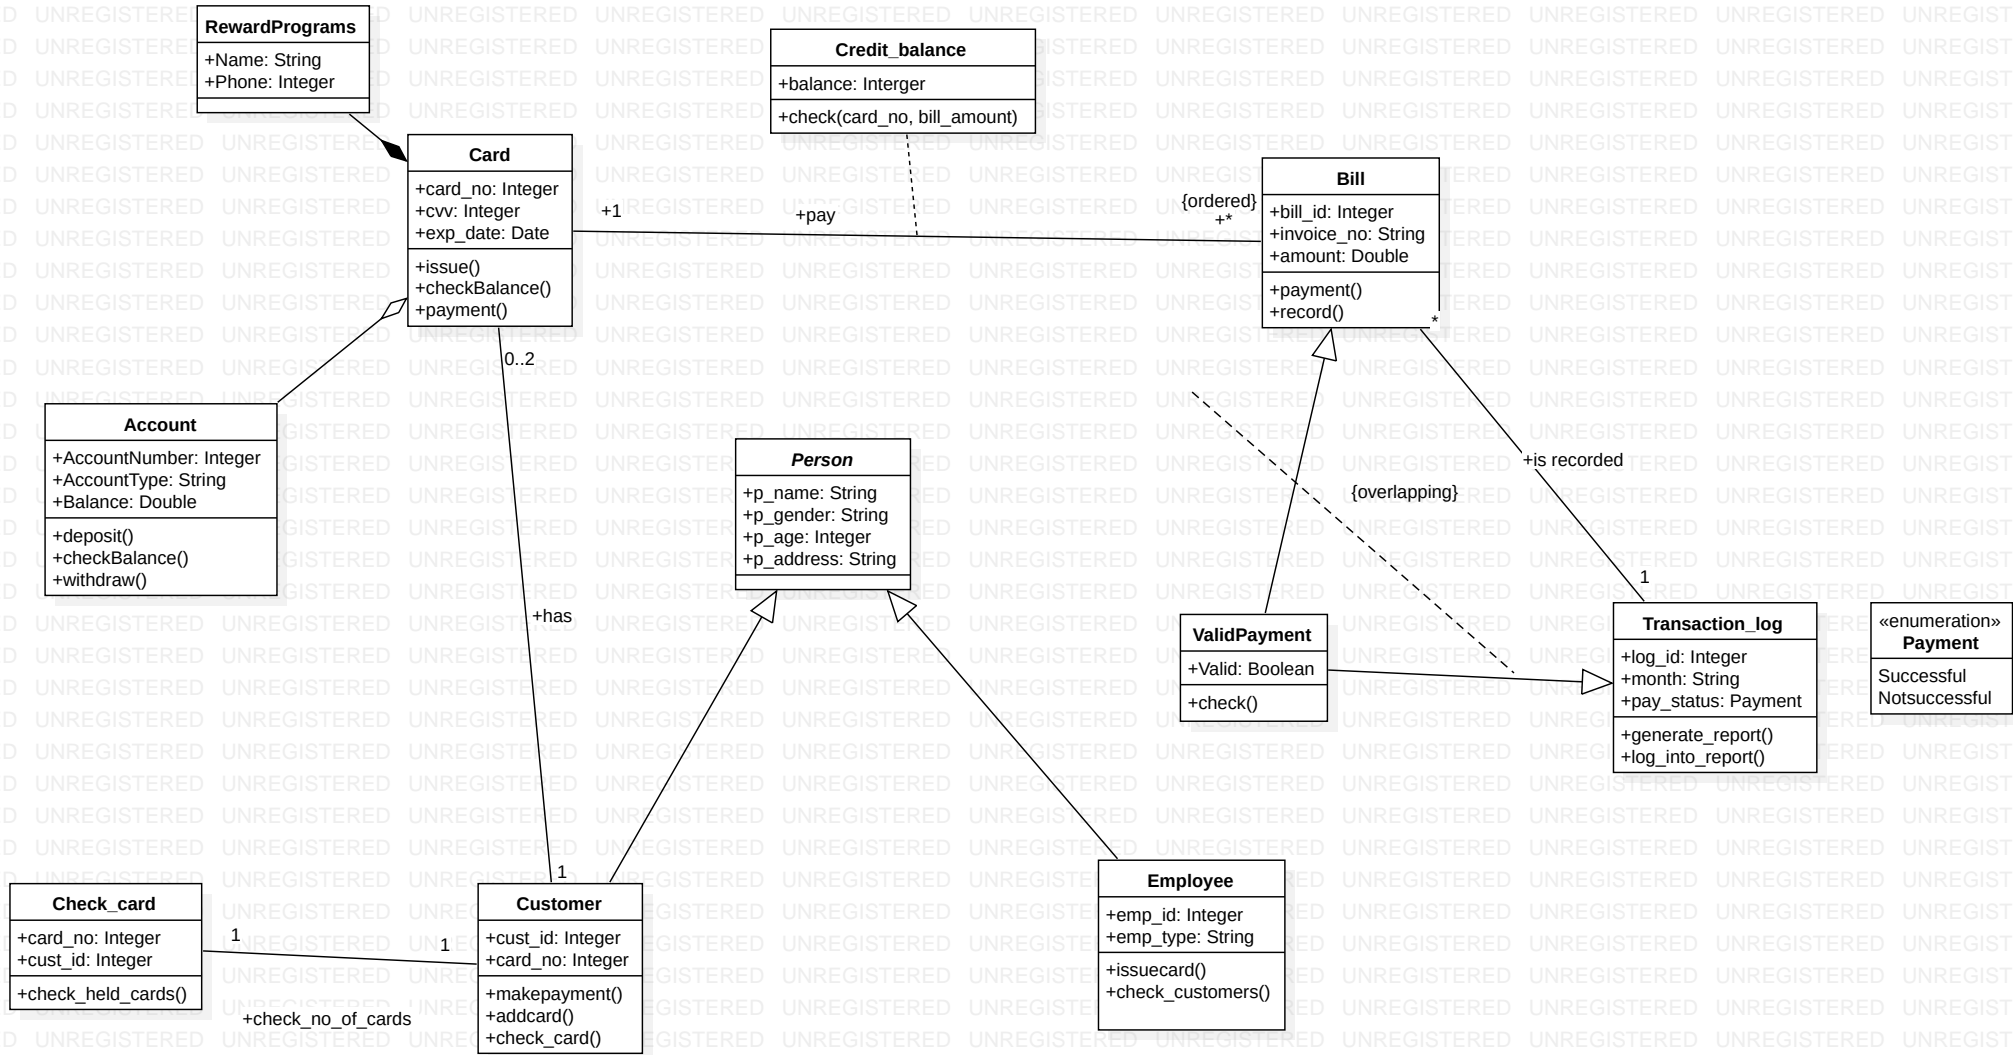 RewardPrograms
+Name: String
+Phone: Integer
Credit_balance
+balance: Interger
+check(card_no, bill_amount)
Card
+card_no: Integer
+cvv: Integer
+exp_date: Date
+issue()
+checkBalance()
+payment()
+1
+pay
{ordered}
+*
Bill
+bill_id: Integer
+invoice_no: String
+amount: Double
+payment()
+record()
*
0..2
Account
+AccountNumber: Integer
+AccountType: String
+Balance: Double
+deposit()
+checkBalance()
+withdraw()
Person
+p_name: String
+p_gender: String
+p_age: Integer
+p_address: String
+is recorded
{overlapping}
1
+has
ValidPayment
+Valid: Boolean
+check()
Transaction_log
+log_id: Integer
+month: String
+pay_status: Payment
+generate_report()
+log_into_report()
«enumeration»
Payment
Successful
Notsuccessful
1
Check_card
+card_no: Integer
+cust_id: Integer
+check_held_cards()
1
1
+check_no_of_cards
Customer
+cust_id: Integer
+card_no: Integer
+makepayment()
+addcard()
+check_card()
Employee
+emp_id: Integer
+emp_type: String
+issuecard()
+check_customers()
UNREGISTERED